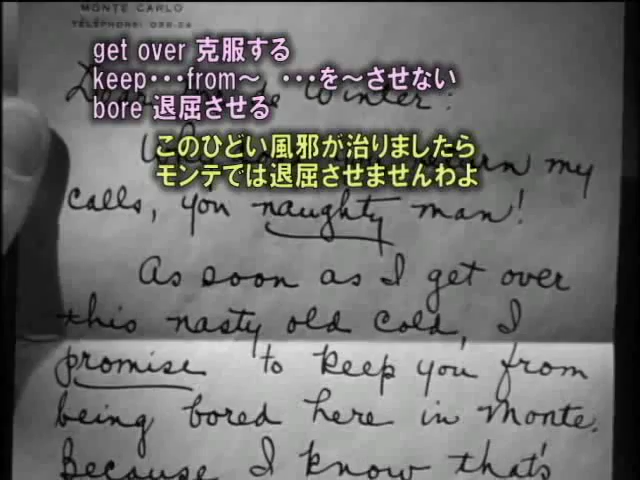 MONTE CARLO
TELEPHONE: 039-24
get over 克服する
keep・・・from～ ・・・を～させない
bore 退屈させる
Dear Winter:
このひどい風邪が治りましたら
my
モンテでは退屈させませんわよ
calls, you naughty man!
As soon as I get over
this nasty old cold, I
promise to keep you from
being bored here in Monte.
Because I know that's